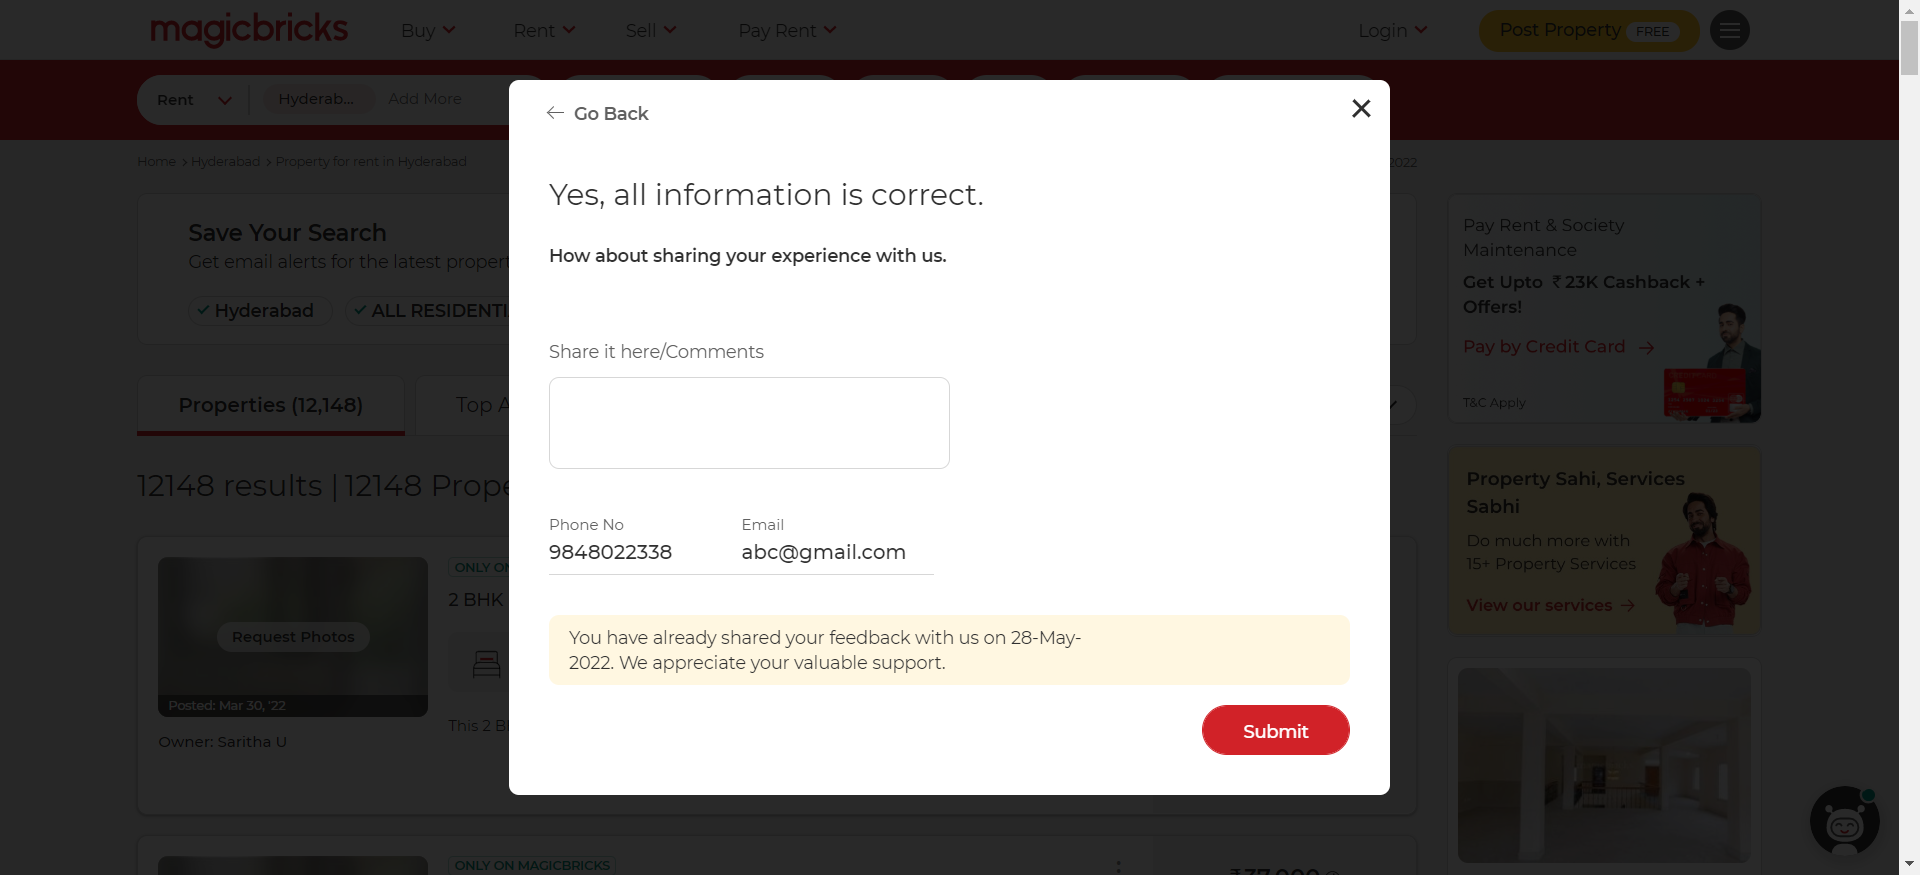 magicbricks
Buy
Rent
Sell
Pay Rent
Login
Post Property FREE
Rent
Hyderab...
Add More
Home > Hyderabad > Property for rent in Hyderabad
2022
Go Back
Yes, all information is correct.
How about sharing your experience with us.
Share it here/Comments
Phone No
Email
9848022338
abc@gmail.com
You have already shared your feedback with us on 28-May-
2022. We appreciate your valuable support.
Submit
Save Your Search
Get email alerts for the latest propert
Hyderabad
ALL RESIDENTI
Properties (12,148)
Top A
12148 results | 12148 Prope
Request Photos
Posted: Mar 30, '22
Owner: Saritha U
ONLY ON
2 BHK
This 2 B
ONLY ON MAGICBRICKS
Pay Rent & Society
Maintenance
Get Upto ₹23K Cashback +
Offers!
Pay by Credit Card
T&C Apply
Property Sahi, Services
Sabhi
Do much more with
15+ Property Services
View our services